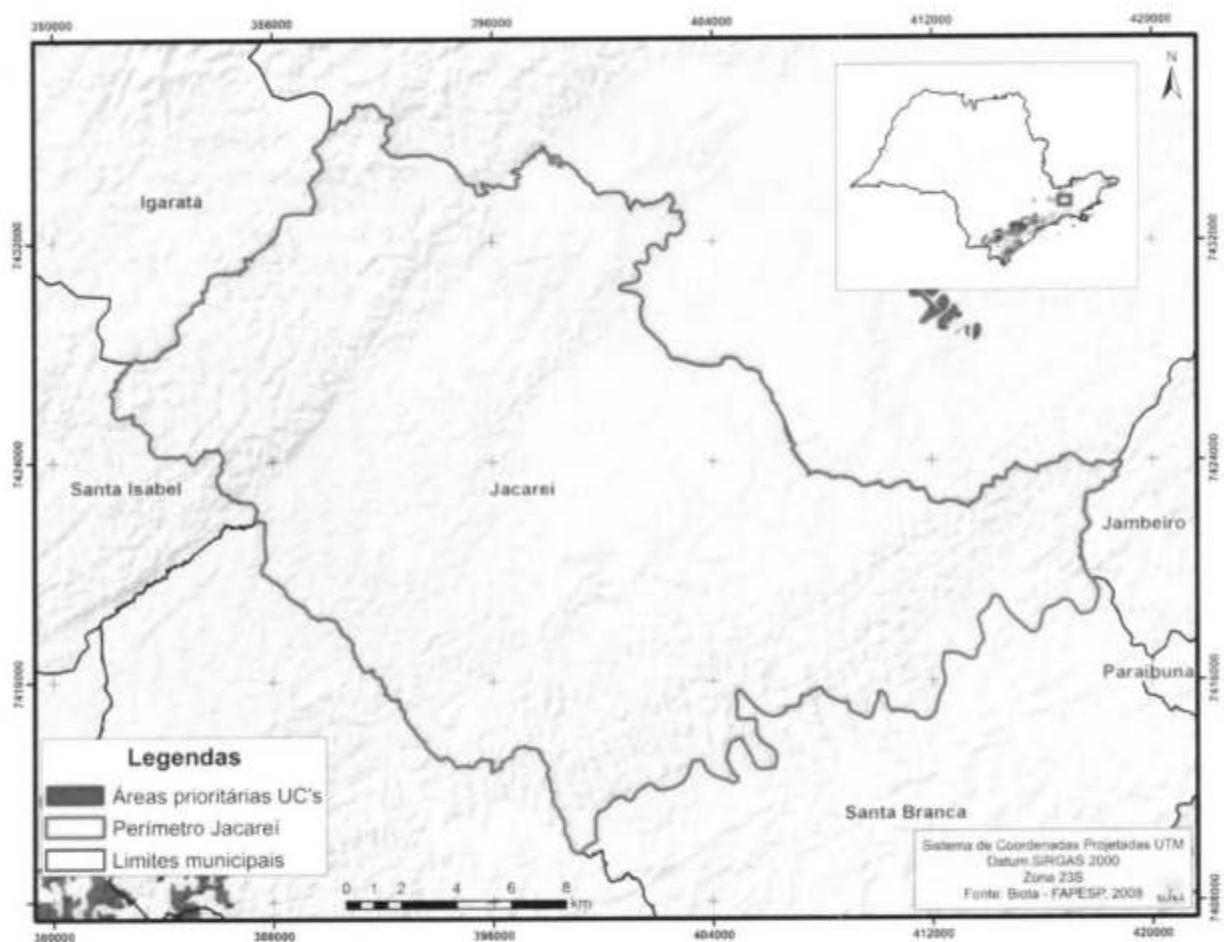 380000 388000 396000 404000 412000 420000
N
Igaratá
7432000 7432000
7424000 7424000
Santa Isabel
Jacareí
Jambeiro
Paraibuna
7416000 7416000
Legendas
Áreas prioritárias UC's
Perímetro Jacareí
Limites municipais
Santa Branca
Sistema de Coordenadas Projetadas UTM
Datum SIRGAS 2000
Zona 23S
Fonte: Biota - FAPESP, 2008
0 1 2 4 6 8
km
7408000
380000 388000 396000 404000 412000 420000